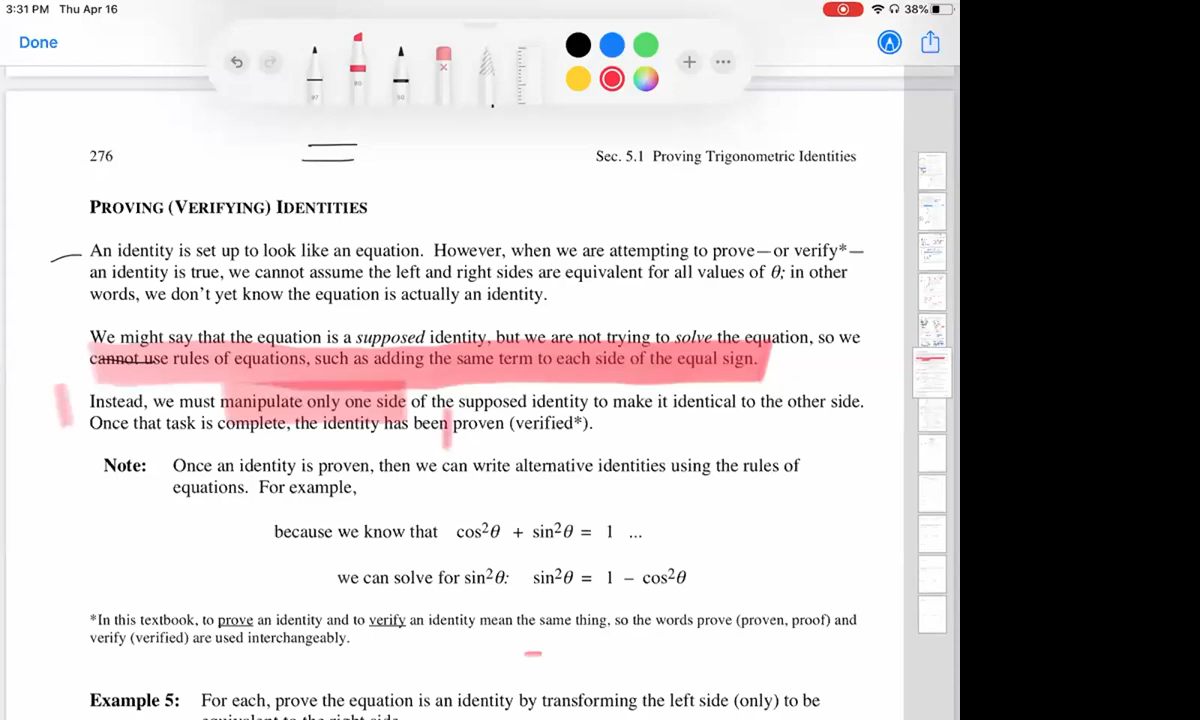 3:31 PM Thu Apr 16
38%
Done
97
80
50
276
Sec. 5.1 Proving Trigonometric Identities
PROVING (VERIFYING) IDENTITIES
An identity is set up to look like an equation. However, when we are attempting to prove—or verify*—
an identity is true, we cannot assume the left and right sides are equivalent for all values of θ; in other
words, we don't yet know the equation is actually an identity.
We might say that the equation is a supposed identity, but we are not trying to solve the equation, so we
cannot use rules of equations, such as adding the same term to each side of the equal sign.
Instead, we must manipulate only one side of the supposed identity to make it identical to the other side.
Once that task is complete, the identity has been proven (verified*).
Note: Once an identity is proven, then we can write alternative identities using the rules of
equations. For example,
because we know that cos²θ + sin²θ = 1 ...
we can solve for sin²θ: sin²θ = 1 – cos²θ
*In this textbook, to prove an identity and to verify an identity mean the same thing, so the words prove (proven, proof) and
verify (verified) are used interchangeably.
Example 5: For each, prove the equation is an identity by transforming the left side (only) to be